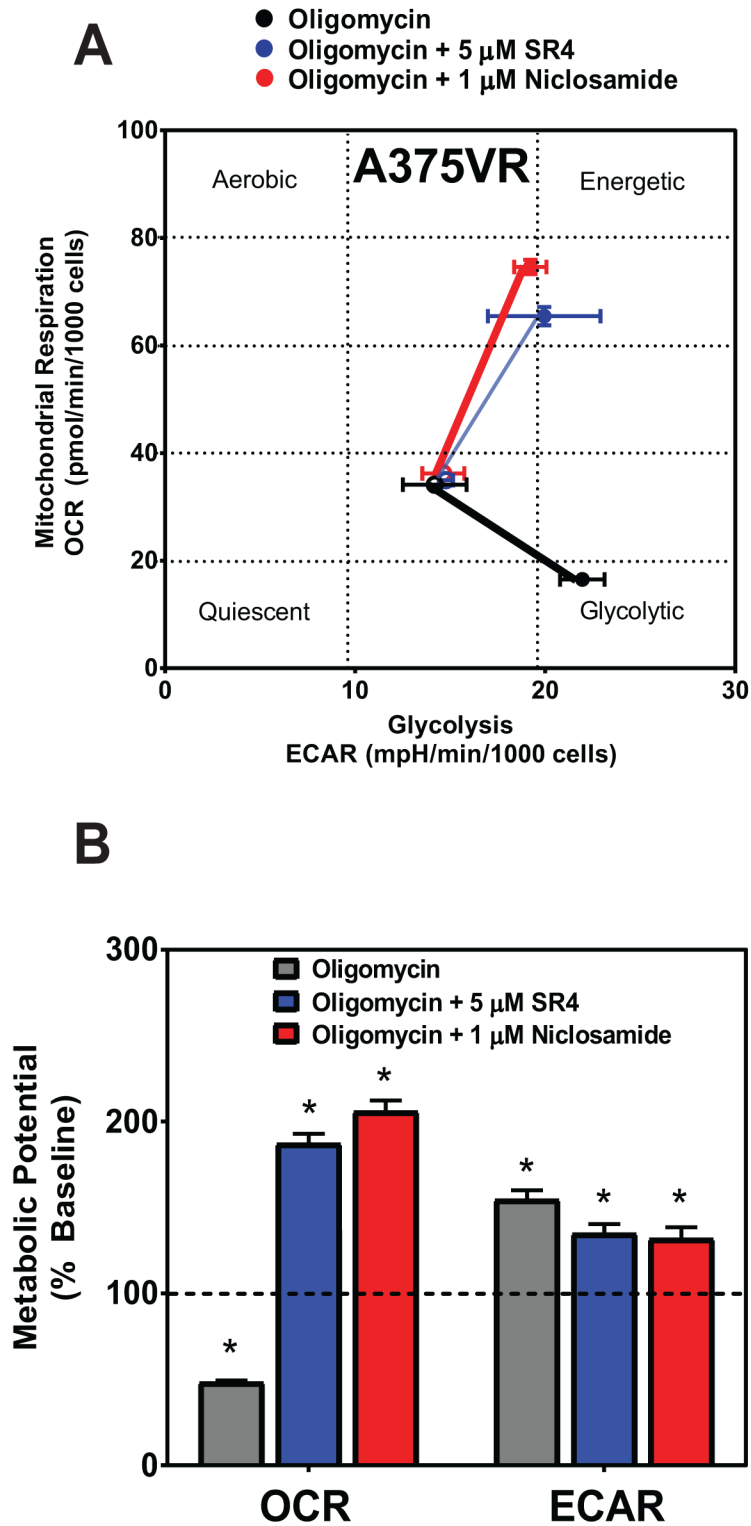 A
Oligomycin
Oligomycin + 5 μM SR4
Oligomycin + 1 μM Niclosamide
100
80
60
40
20
0
Mitochondrial Respiration
OCR (pmol/min/1000 cells)
Aerobic
A375VR
Energetic
Quiescent
Glycolytic
0 10 20 30
Glycolysis
ECAR (mpH/min/1000 cells)
B
300
200
100
0
Metabolic Potential
(% Baseline)
Oligomycin
Oligomycin + 5 μM SR4
Oligomycin + 1 μM Niclosamide
* * * * * *
OCR ECAR